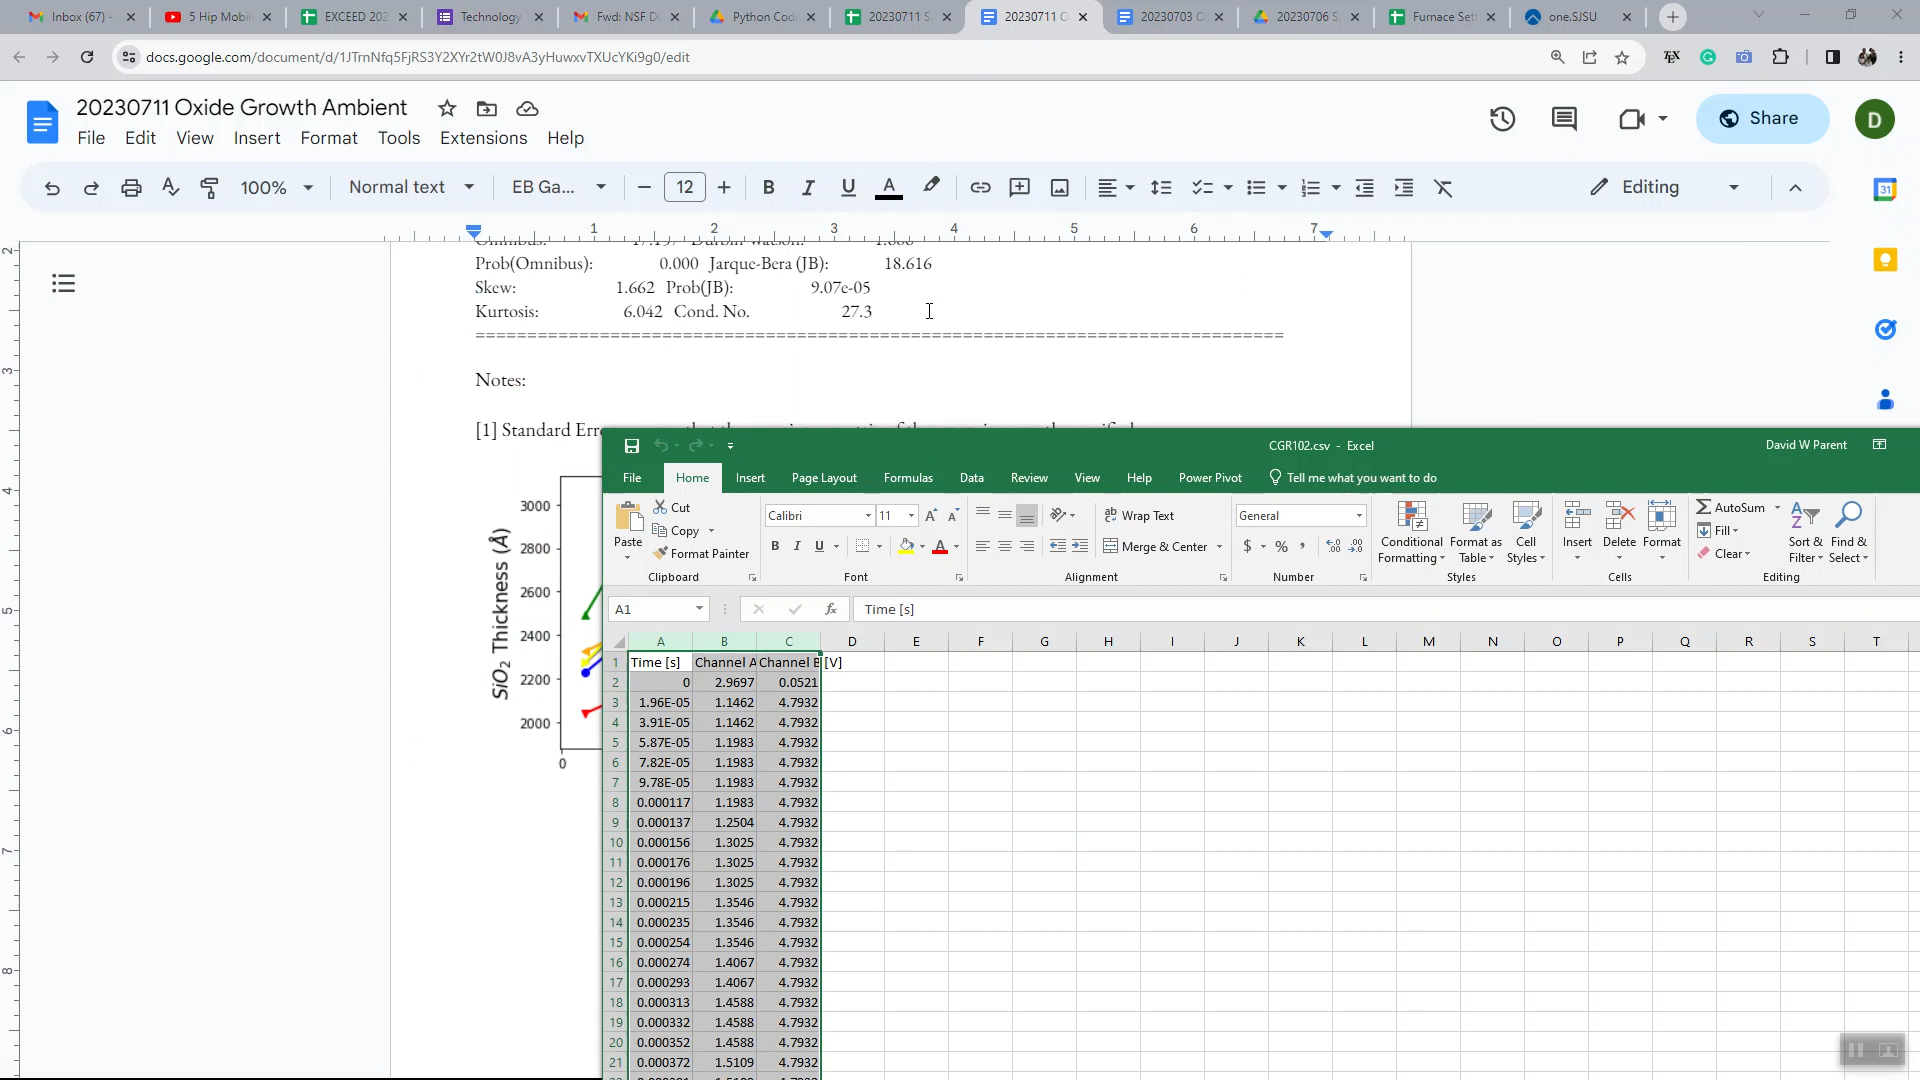 Inbox (67) -
5 Hip Mobil
EXCEED 202
Technology
Fwd: NSF D
Python Cod
20230711 S
20230711 O
20230703 C
20230706 S
Furnace Set
one.SJSU
docs.google.com/document/d/1JTrnNfq5FjRS3Y2XYr2tW0J8vA3yHuwxvTXUcYKi9g0/edit
20230711 Oxide Growth Ambient
File Edit View Insert Format Tools Extensions Help
Share
D
100% Normal text EB Ga... 12 Editing
1 2 3 4 5 6 7
Prob(Omnibus): 0.000 Jarque-Bera (JB): 18.616
Skew: 1.662 Prob(JB): 9.07e-05
Kurtosis: 6.042 Cond. No. 27.3
Notes:
[1] Standard Err
3000
2800
2600
2400
2200
2000
SiO2 Thickness (Å)
0
CGR102.csv - Excel
David W Parent
File Home Insert Page Layout Formulas Data Review View Help Power Pivot Tell me what you want to do
Paste
Cut
Copy
Format Painter
Clipboard
Calibri 11
B I U
Font
Wrap Text
Merge & Center
Alignment
General
$ % ,
Number
Conditional Formatting
Format as Table
Cell Styles
Styles
Insert Delete Format
Cells
AutoSum
Fill
Clear
Sort & Filter
Find & Select
Editing
A1 fx Time [s]
A B C D E F G H I J K L M N O P Q R S T
1 Time [s] Channel A Channel B [V]
2 0 2.9697 0.0521
3 1.96E-05 1.1462 4.7932
4 3.91E-05 1.1462 4.7932
5 5.87E-05 1.1983 4.7932
6 7.82E-05 1.1983 4.7932
7 9.78E-05 1.1983 4.7932
8 0.000117 1.1983 4.7932
9 0.000137 1.2504 4.7932
10 0.000156 1.3025 4.7932
11 0.000176 1.3025 4.7932
12 0.000196 1.3025 4.7932
13 0.000215 1.3546 4.7932
14 0.000235 1.3546 4.7932
15 0.000254 1.3546 4.7932
16 0.000274 1.4067 4.7932
17 0.000293 1.4067 4.7932
18 0.000313 1.4588 4.7932
19 0.000332 1.4588 4.7932
20 0.000352 1.4588 4.7932
21 0.000372 1.5109 4.7932